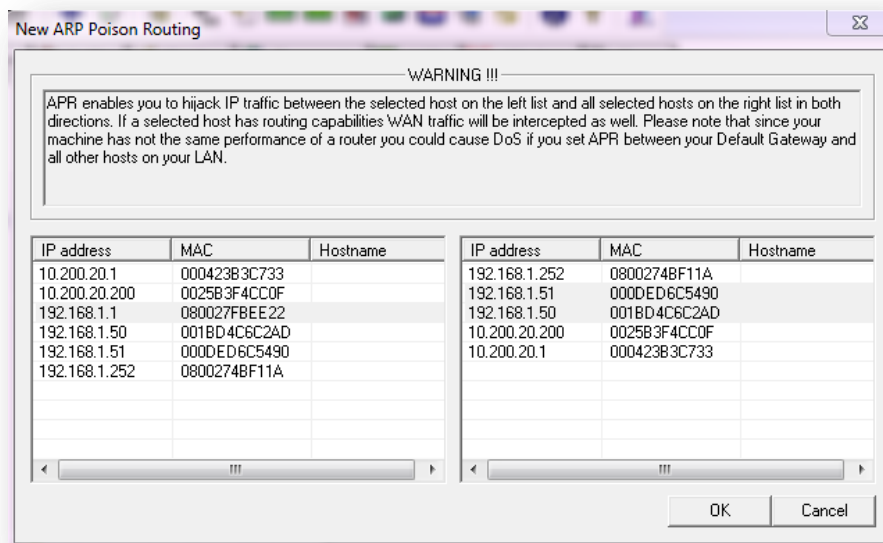 New ARP Poison Routing
WARNING !!!
APR enables you to hijack IP traffic between the selected host on the left list and all selected hosts on the right list in both
directions. If a selected host has routing capabilities WAN traffic will be intercepted as well. Please note that since your
machine has not the same performance of a router you could cause DoS if you set APR between your Default Gateway and
all other hosts on your LAN.
IP address MAC Hostname
10.200.20.1 000423B3C733
10.200.20.200 0025B3F4CC0F
192.168.1.1 080027FBEE22
192.168.1.50 001BD4C6C2AD
192.168.1.51 000DED6C5490
192.168.1.252 0800274BF11A
IP address MAC Hostname
192.168.1.252 0800274BF11A
192.168.1.51 000DED6C5490
192.168.1.50 001BD4C6C2AD
10.200.20.200 0025B3F4CC0F
10.200.20.1 000423B3C733
OK Cancel